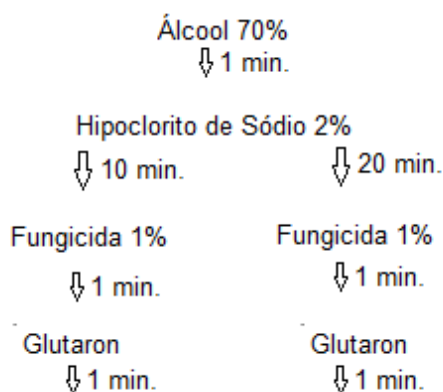 Álcool 70%
1 min.
Hipoclorito de Sódio 2%
10 min. 20 min.
Fungicida 1% Fungicida 1%
1 min. 1 min.
Glutaron Glutaron
1 min. 1 min.